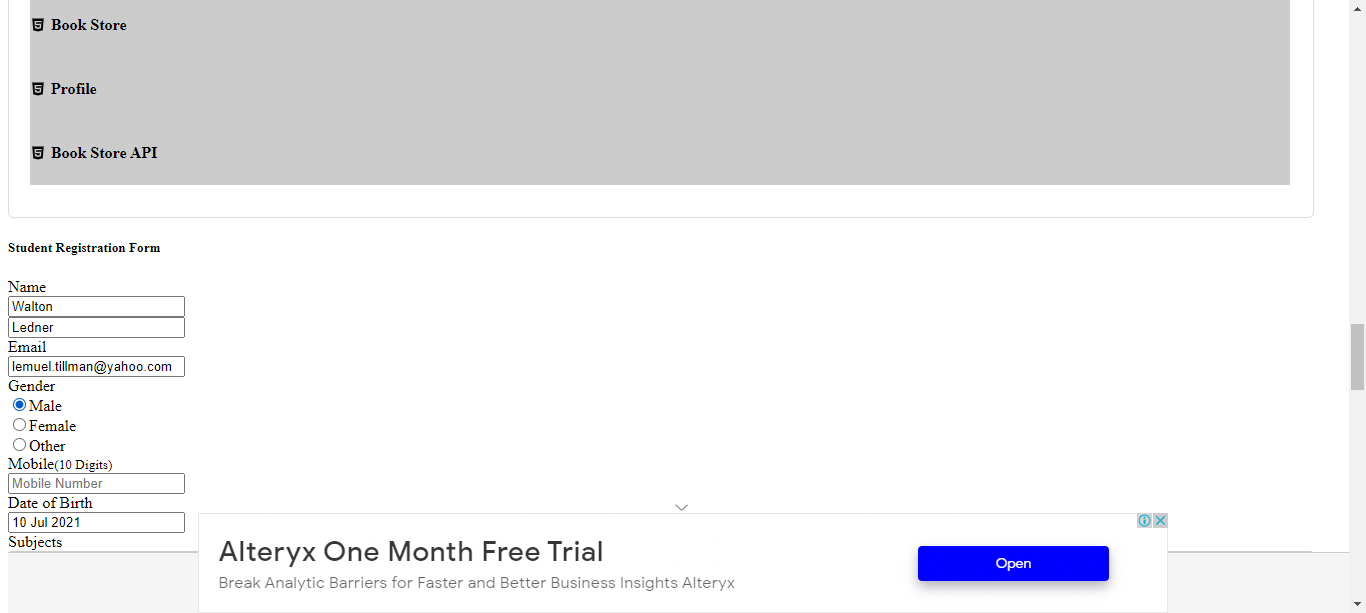 Book Store
Profile
Book Store API
Student Registration Form
Name
Walton
Ledner
Email
lemuel.tillman@yahoo.com
Gender
Male
Female
Other
Mobile(10 Digits)
Mobile Number
Date of Birth
10 Jul 2021
Subjects
Alteryx One Month Free Trial
Break Analytic Barriers for Faster and Better Business Insights Alteryx
Open